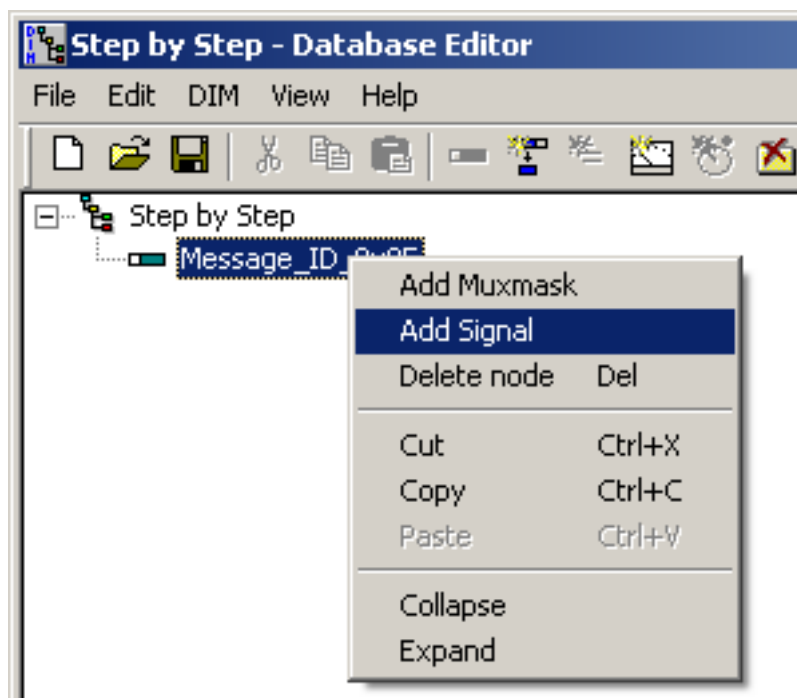 Step by Step - Database Editor
File Edit DIM View Help
Step by Step
Message_ID_
Add Muxmask
Add Signal
Delete node Del
Cut Ctrl+X
Copy Ctrl+C
Paste Ctrl+V
Collapse
Expand